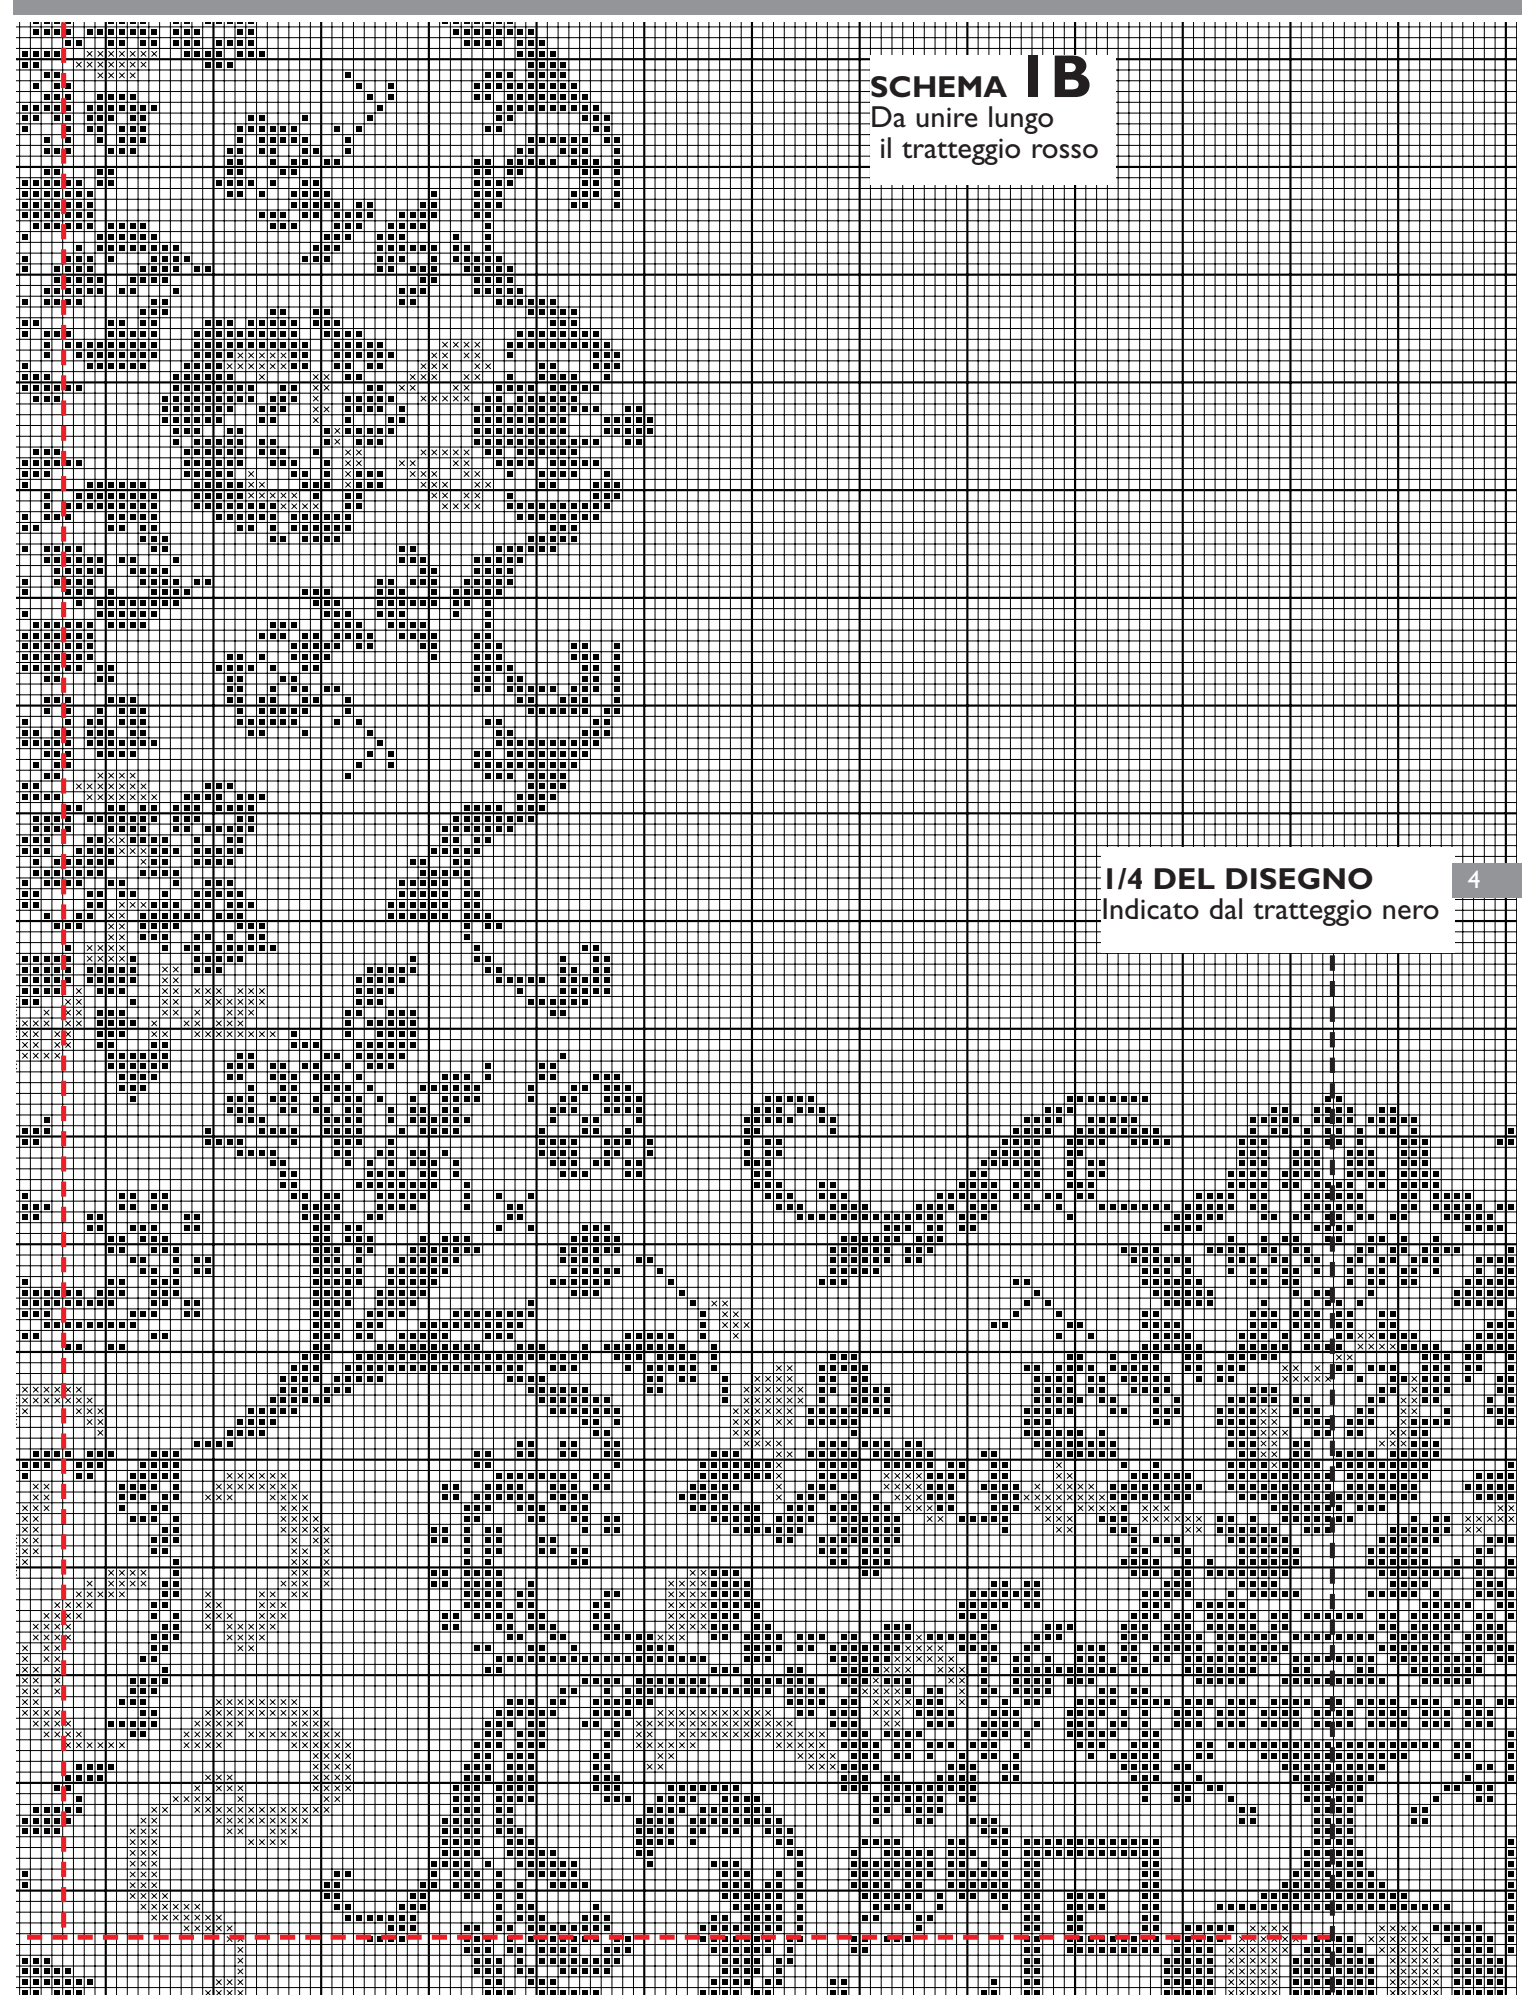 SCHEMA 1B
Da unire lungo
il tratteggio rosso
1/4 DEL DISEGNO
Indicato dal tratteggio nero
4